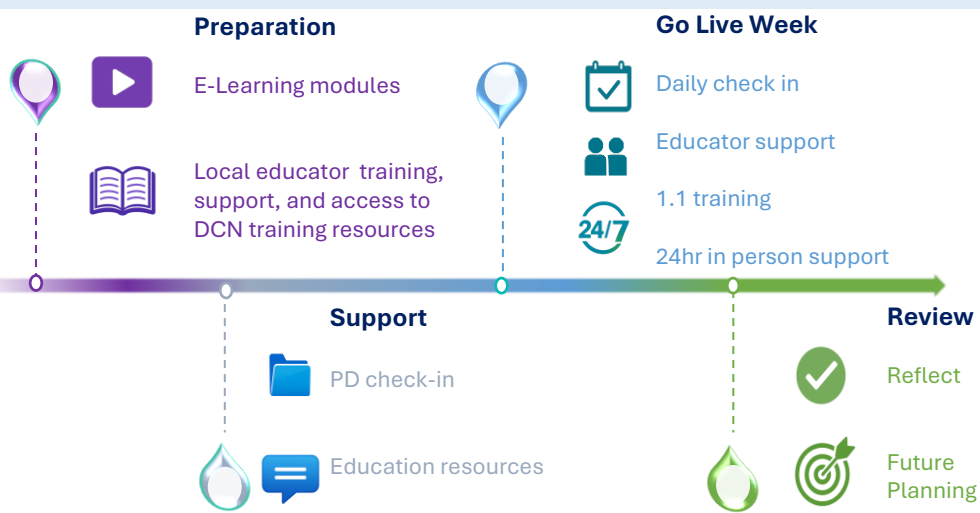 Preparation
E-Learning modules
Local educator training,
support, and access to
DCN training resources
Go Live Week
Daily check in
Educator support
1.1 training
24/7
24hr in person support
Support
PD check-in
Education resources
Review
Reflect
Future
Planning